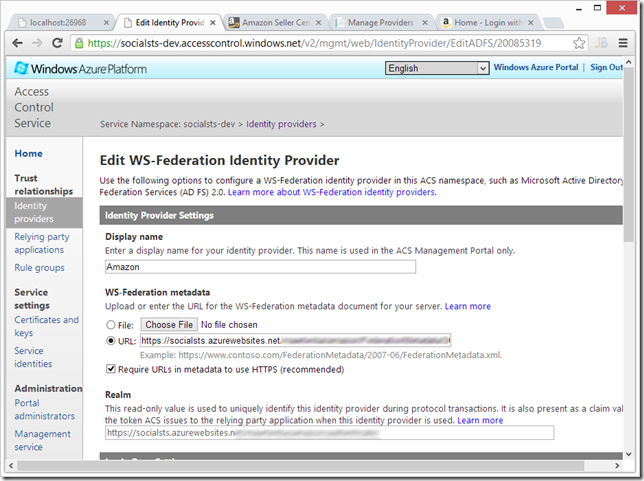 localhost:26968
Edit Identity Provid
Amazon Seller Cen
Manage Providers
Home - Login with
https://socialsts-dev.accesscontrol.windows.net/v2/mgmt/web/IdentityProvider/EditADFS/20085319
Windows Azure Platform
English
Windows Azure Portal | Sign Out
Access
Control
Service
Service Namespace: socialsts-dev > Identity providers >
Home
Trust
relationships
Identity
providers
Relying party
applications
Rule groups
Service
settings
Certificates and
keys
Service
identities
Administration
Portal
administrators
Management
service
Edit WS-Federation Identity Provider
Use the following options to configure a WS-Federation identity provider in this ACS namespace, such as Microsoft Active Directory
Federation Services (AD FS) 2.0. Learn more about WS-Federation identity providers.
Identity Provider Settings
Display name
Enter a display name for your identity provider. This name is used in the ACS Management Portal only.
Amazon
WS-Federation metadata
Upload or enter the URL for the WS-Federation metadata document for your server. Learn more
File: Choose File No file chosen
URL: https://socialsts.azurewebsites.net
Example: https://www.contoso.com/FederationMetadata/2007-06/FederationMetadata.xml.
Require URLs in metadata to use HTTPS (recommended)
Realm
This read-only value is used to uniquely identify this identity provider during protocol transactions. It is also present as a claim valu
the token ACS issues to the relying party application when this identity provider is used. Learn more
https://socialsts.azurewebsites.n